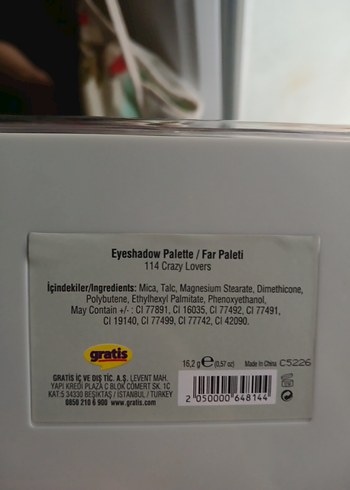 Eyeshadow Palette / Far Paleti
114 Crazy Lovers
İçindekiler/Ingredients: Mica, Talc, Magnesium Stearate, Dimethicone,
Polybutene, Ethylhexyl Palmitate, Phenoxyethanol,
May Contain +/- : CI 77891, CI 16035, CI 77492, CI 77491,
CI 19140, CI 77499, CI 77742, CI 42090.
gratis
16,2 g e (0,57 oz) Made In China C5226
GRATİS İÇ VE DIŞ TİC. A.Ş. LEVENT MAH.
YAPI KREDİ PLAZA C BLOK COMERT SK. 1C
KAT.5 34330 BEŞİKTAŞ / İSTANBUL / TURKEY
0850 210 6 900 www.gratis.com
2 050000 648144